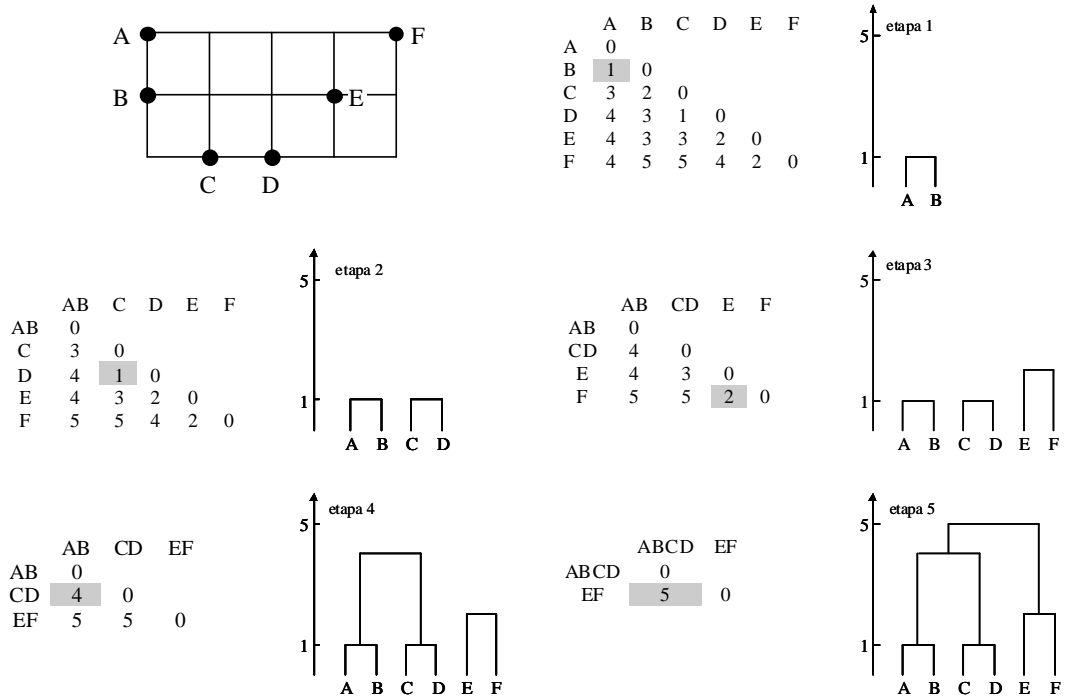 A F
B E
C D
A B C D E F
A 0
B 1 0
C 3 2 0
D 4 3 1 0
E 4 3 3 2 0
F 4 5 5 4 2 0
etapa 1
5
1
A B
AB C D E F
AB 0
C 3 0
D 4 1 0
E 4 3 2 0
F 5 5 4 2 0
etapa 2
5
1
A B C D
AB CD E F
AB 0
CD 4 0
E 4 3 0
F 5 5 2 0
etapa 3
5
1
A B C D E F
AB CD EF
AB 0
CD 4 0
EF 5 5 0
etapa 4
5
1
A B C D E F
ABCD EF
ABCD 0
EF 5 0
etapa 5
5
1
A B C D E F